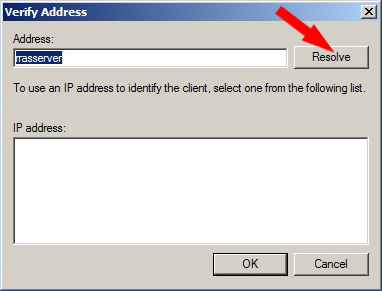 Verify Address
Address:
rrasserver
Resolve
To use an IP address to identify the client, select one from the following list.
IP address:
OK
Cancel